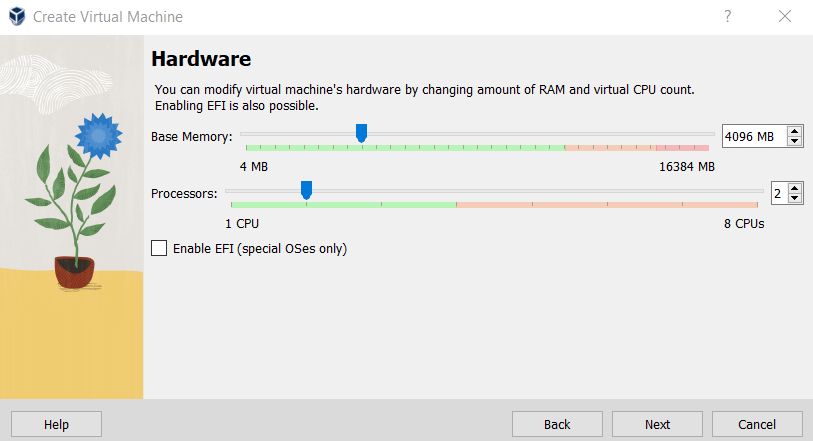 Create Virtual Machine
?
Hardware
You can modify virtual machine's hardware by changing amount of RAM and virtual CPU count.
Enabling EFI is also possible.
Base Memory: 4096 MB
4 MB 16384 MB
Processors: 2
1 CPU 8 CPUs
Enable EFI (special OSes only)
Help Back Next Cancel